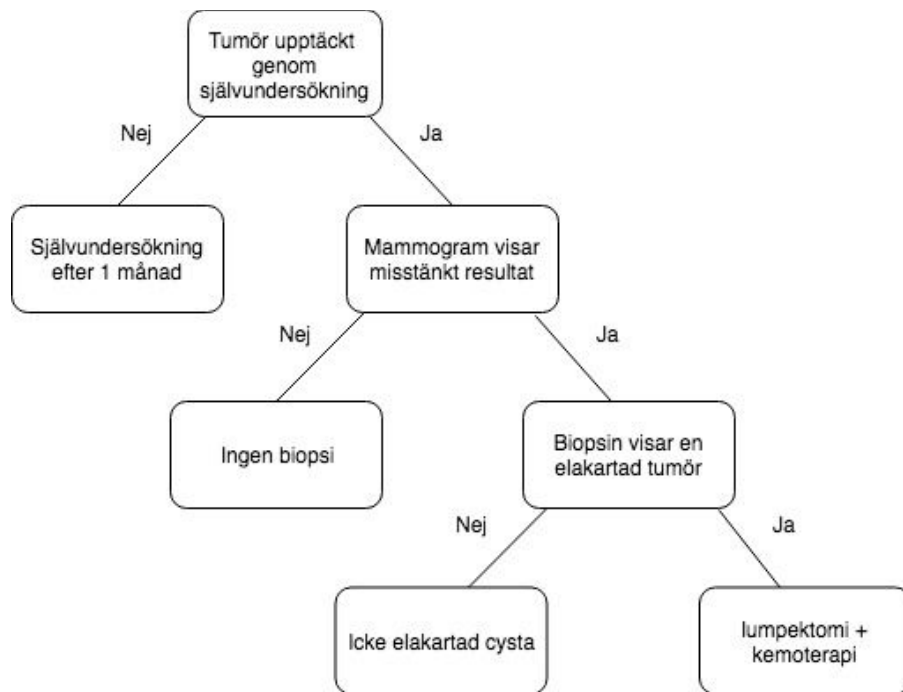 Tumör upptäckt
genom
självundersökning
Nej
Ja
Självundersökning
efter 1 månad
Mammogram visar
misstänkt resultat
Nej
Ja
Ingen biopsi
Biopsin visar en
elakartad tumör
Nej
Ja
Icke elakartad cysta
lumpektomi +
kemoterapi